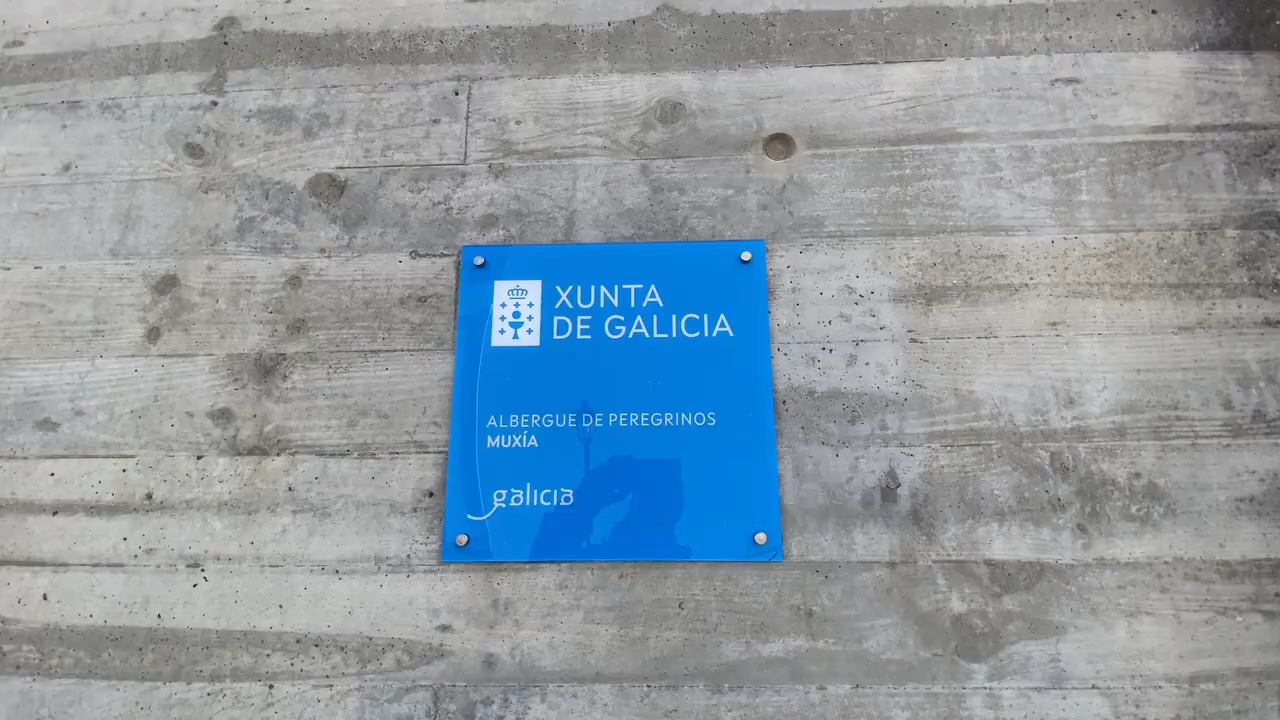 XUNTA
DE GALICIA
ALBERGUE DE PEREGRINOS
MUXÍA
galicia